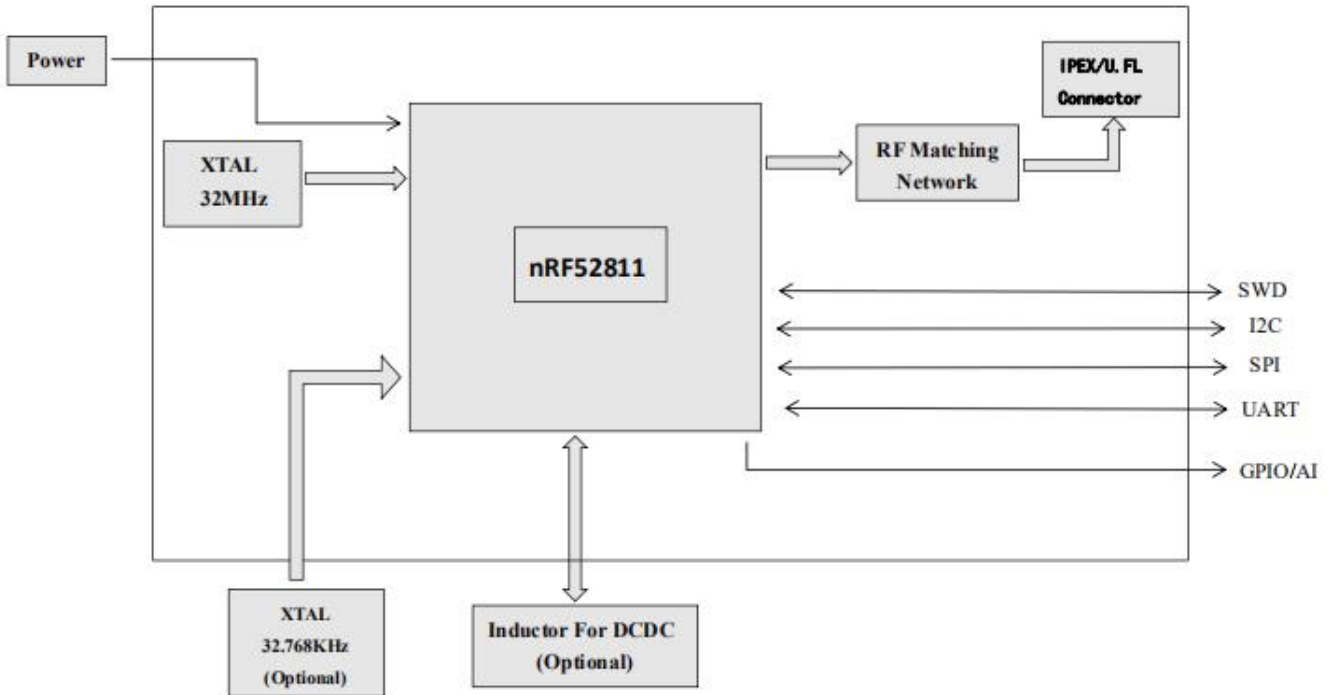 Power
IPEX/U.FL
Connector
XTAL
32MHz
RF Matching
Network
nRF52811
SWD
I2C
SPI
UART
GPIO/AI
XTAL
32.768KHz
(Optional)
Inductor For DCDC
(Optional)